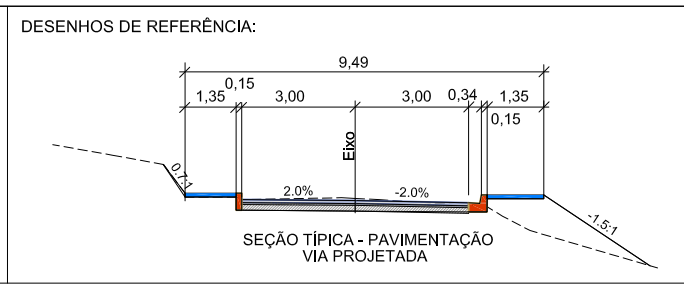 DESENHOS DE REFERÊNCIA:
9,49
0,15
1,35 3,00 3,00 0,34 1,35
0,15
Eixo
0.7:1
2.0% -2.0%
-1.5:1
SEÇÃO TÍPICA - PAVIMENTAÇÃO
VIA PROJETADA